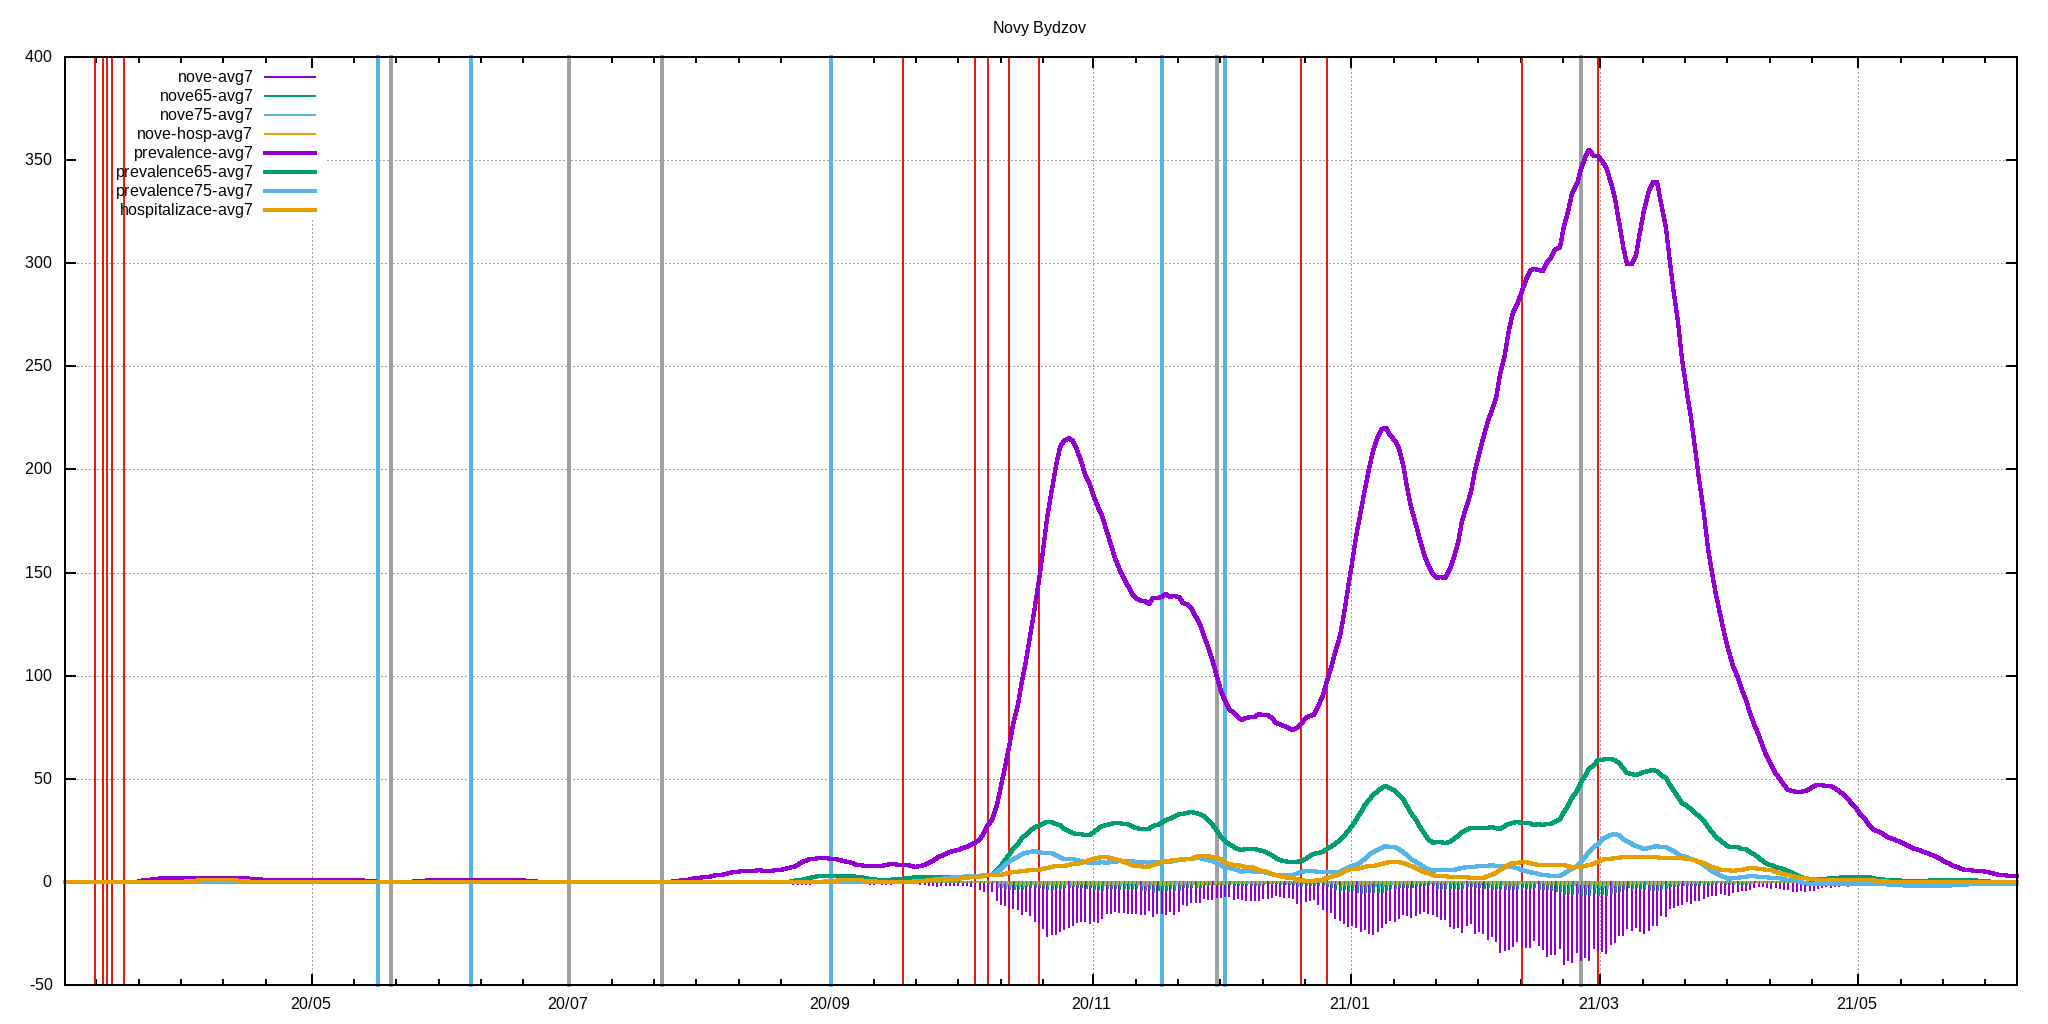 Novy Bydzov
400
350
300
250
200
150
100
50
0
-50
nove-avg7
nove65-avg7
nove75-avg7
nove-hosp-avg7
prevalence-avg7
prevalence65-avg7
prevalence75-avg7
hospitalizace-avg7
20/05 20/07 20/09 20/11 21/01 21/03 21/05